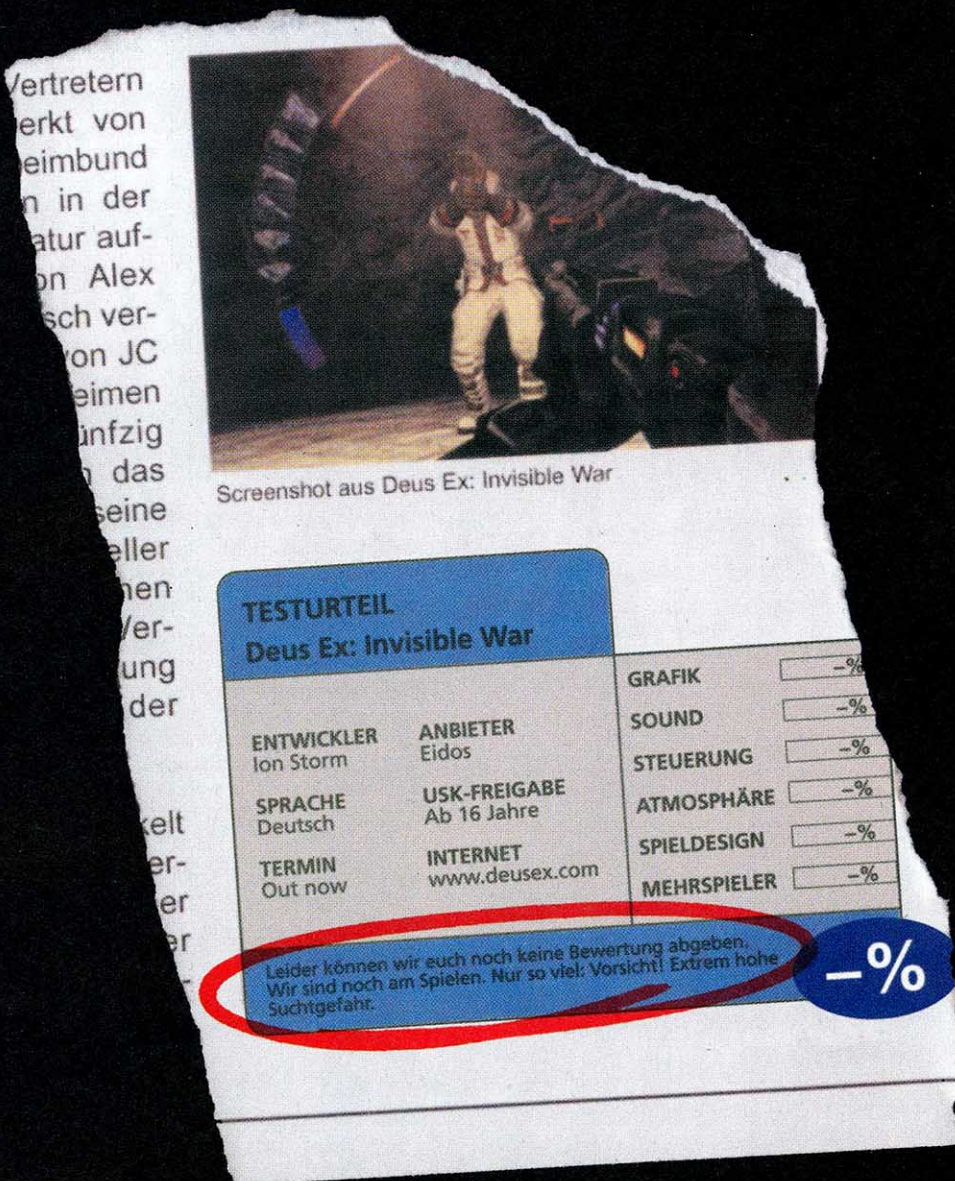 Vertretern
erkt von
eimbund
n in der
atur auf-
on Alex
sch ver-
von JC
eimen
ünfzig
das
seine
eller
nen
Ver-
ung
der
kelt
er-
er
er
-
Screenshot aus Deus Ex: Invisible War
TESTURTEIL
Deus Ex: Invisible War
ENTWICKLER
Ion Storm
ANBIETER
Eidos
SPRACHE
Deutsch
USK-FREIGABE
Ab 16 Jahre
TERMIN
Out now
INTERNET
www.deusex.com
GRAFIK –%
SOUND –%
STEUERUNG –%
ATMOSPHÄRE –%
SPIELDESIGN –%
MEHRSPIELER –%
Leider können wir euch noch keine Bewertung abgeben.
Wir sind noch am Spielen. Nur so viel: Vorsicht! Extrem hohe
Suchtgefahr.
–%